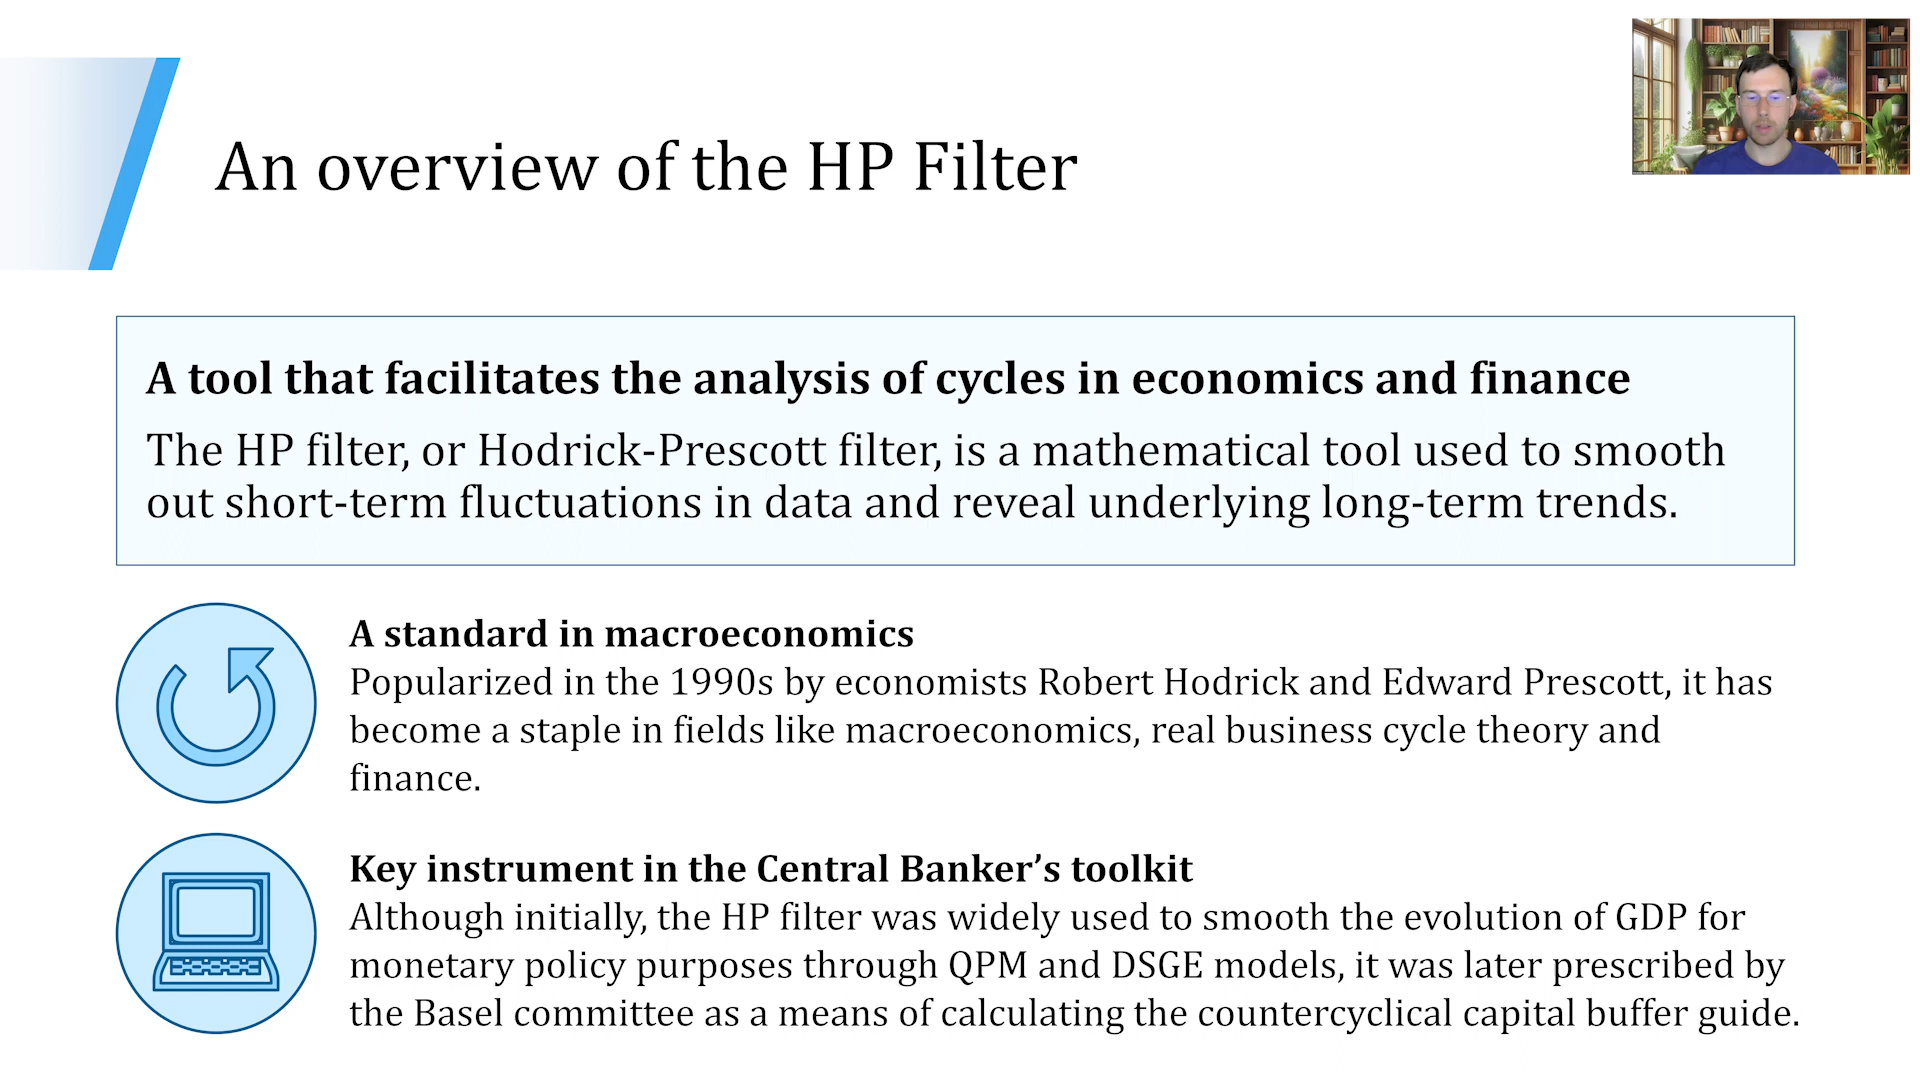 An overview of the HP Filter
A tool that facilitates the analysis of cycles in economics and finance
The HP filter, or Hodrick-Prescott filter, is a mathematical tool used to smooth
out short-term fluctuations in data and reveal underlying long-term trends.
A standard in macroeconomics
Popularized in the 1990s by economists Robert Hodrick and Edward Prescott, it has
become a staple in fields like macroeconomics, real business cycle theory and
finance.
Key instrument in the Central Banker’s toolkit
Although initially, the HP filter was widely used to smooth the evolution of GDP for
monetary policy purposes through QPM and DSGE models, it was later prescribed by
the Basel committee as a means of calculating the countercyclical capital buffer guide.